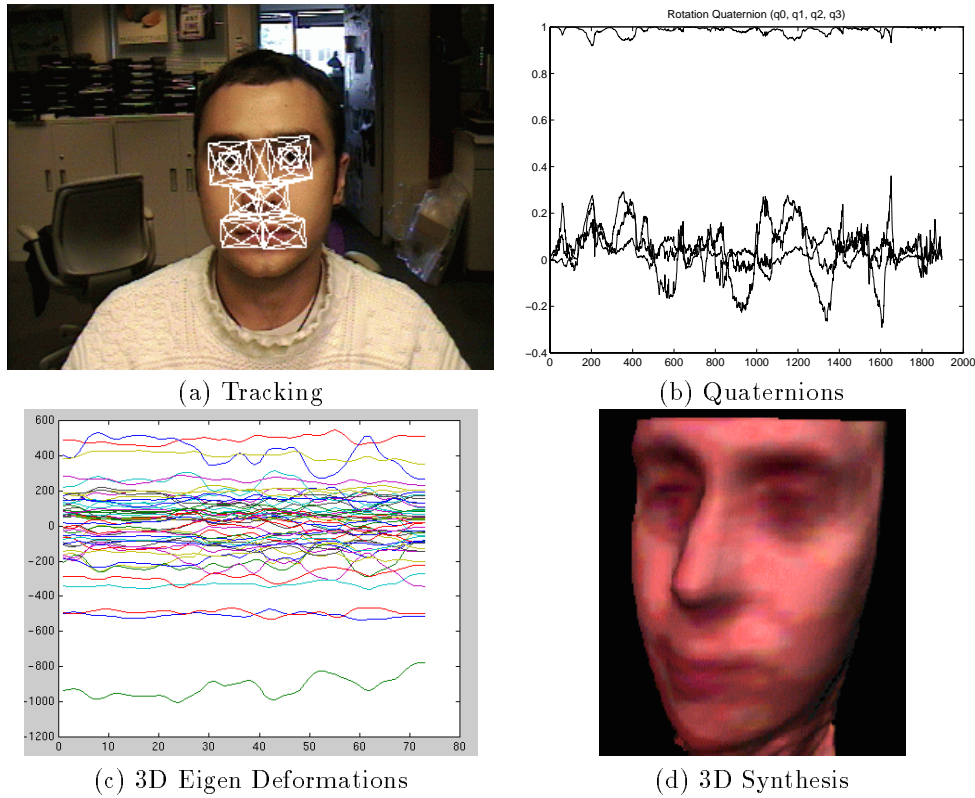 ANY
TIME
Rotation Quaternion (q0, q1, q2, q3)
1
0.8
0.6
0.4
0.2
0
−0.2
−0.4
0 200 400 600 800 1000 1200 1400 1600 1800 2000
(a) Tracking
(b) Quaternions
600
400
200
0
-200
-400
-600
-800
-1000
-1200
0 10 20 30 40 50 60 70 80
(c) 3D Eigen Deformations
(d) 3D Synthesis